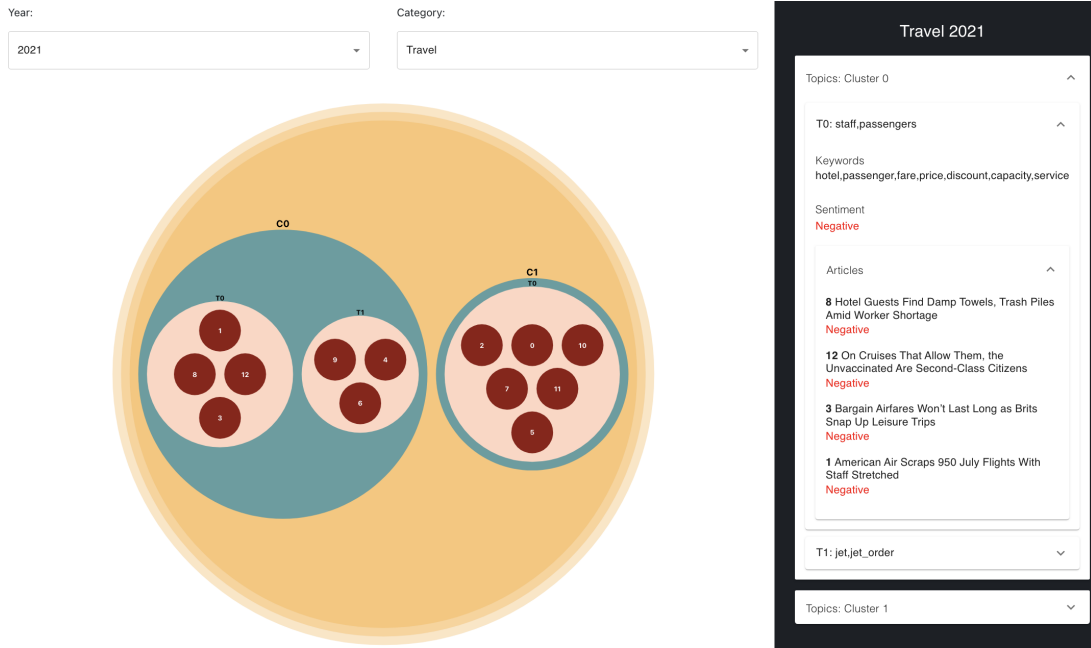 Year:
Category:
2021
Travel
C0
T0
1
8
12
3
T1
9
4
6
C1
T0
2
0
10
7
11
5
Travel 2021
Topics: Cluster 0
T0: staff,passengers
Keywords
hotel,passenger,fare,price,discount,capacity,service
Sentiment
Negative
Articles
8 Hotel Guests Find Damp Towels, Trash Piles
Amid Worker Shortage
Negative
12 On Cruises That Allow Them, the
Unvaccinated Are Second-Class Citizens
Negative
3 Bargain Airfares Won't Last Long as Brits
Snap Up Leisure Trips
Negative
1 American Air Scraps 950 July Flights With
Staff Stretched
Negative
T1: jet,jet_order
Topics: Cluster 1